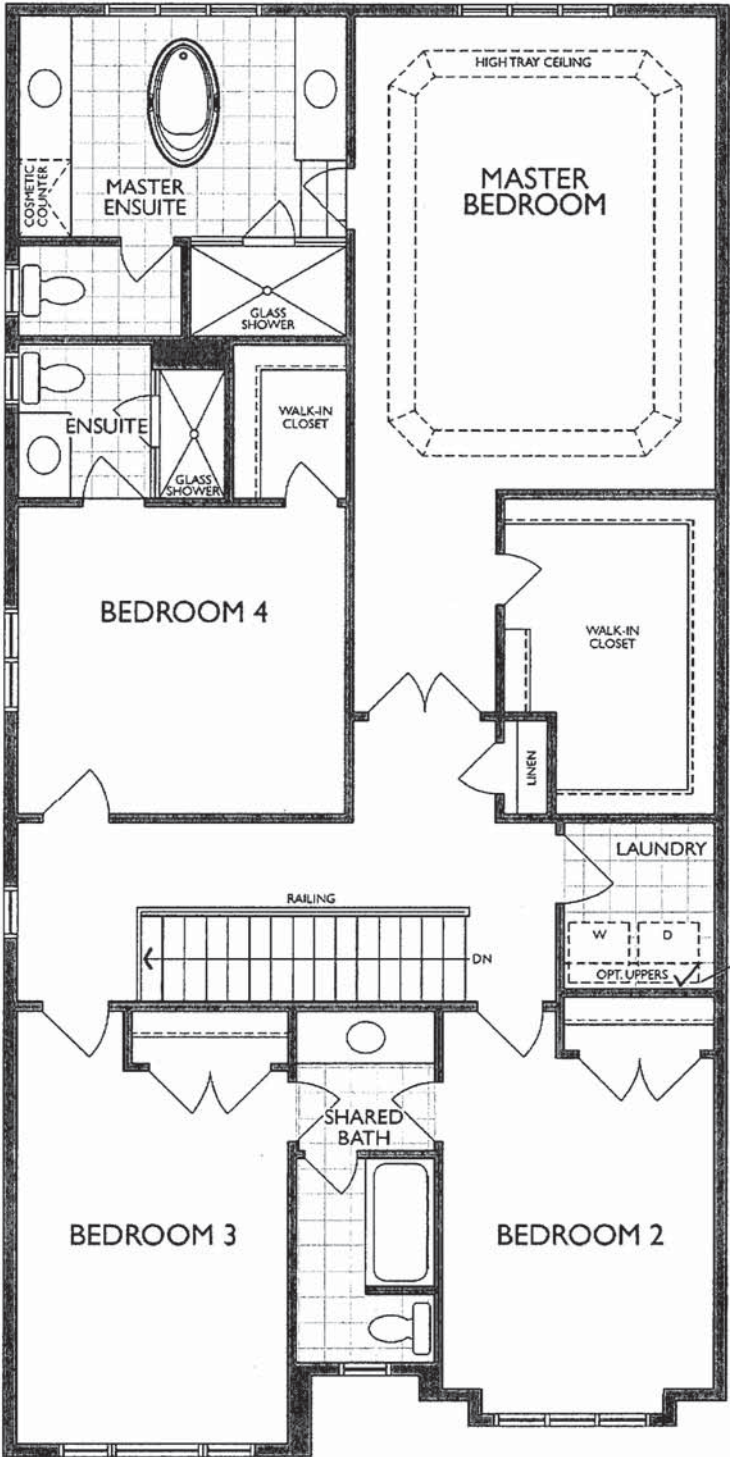 HIGH TRAY CEILING
MASTER
BEDROOM
COSMETIC
COUNTER
MASTER
ENSUITE
GLASS
SHOWER
ENSUITE
GLASS
SHOWER
WALK-IN
CLOSET
BEDROOM 4
WALK-IN
CLOSET
LINEN
LAUNDRY
W
D
OPT. UPPERS
RAILING
DN
SHARED
BATH
BEDROOM 3
BEDROOM 2